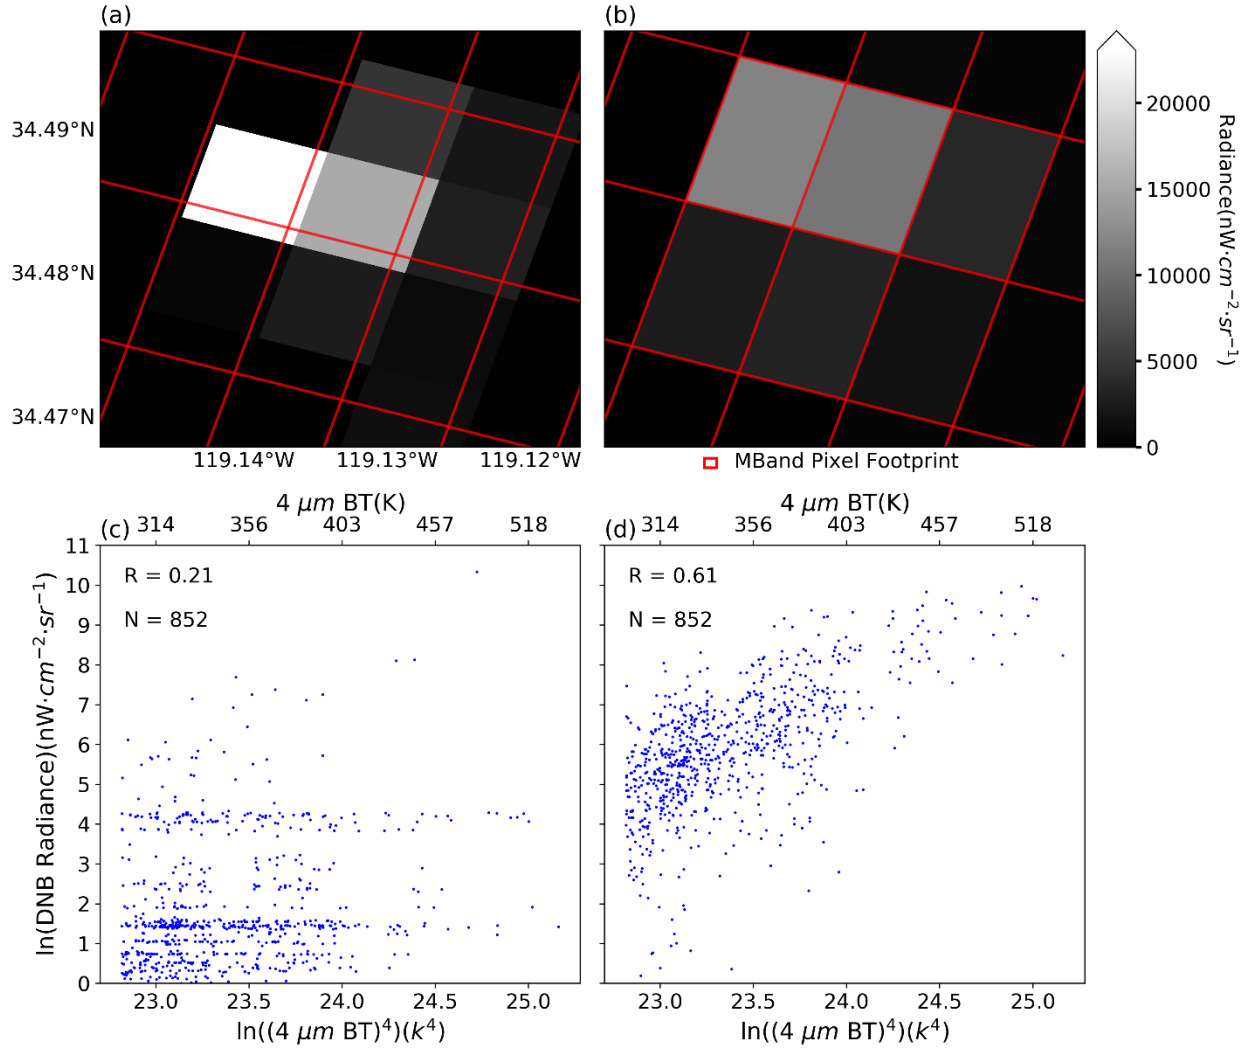 (a)
(b)
34.49°N
34.48°N
34.47°N
119.14°W
119.13°W
119.12°W
20000
15000
10000
5000
0
Radiance(nW·cm⁻²·sr⁻¹)
MBand Pixel Footprint
4 μm BT(K)
4 μm BT(K)
(c)
314
356
403
457
518
(d)
314
356
403
457
518
11
10
9
8
7
6
5
4
3
2
1
0
ln(DNB Radiance)(nW·cm⁻²·sr⁻¹)
R = 0.21
N = 852
R = 0.61
N = 852
23.0
23.5
24.0
24.5
25.0
23.0
23.5
24.0
24.5
25.0
ln((4 μm BT)⁴)(k⁴)
ln((4 μm BT)⁴)(k⁴)